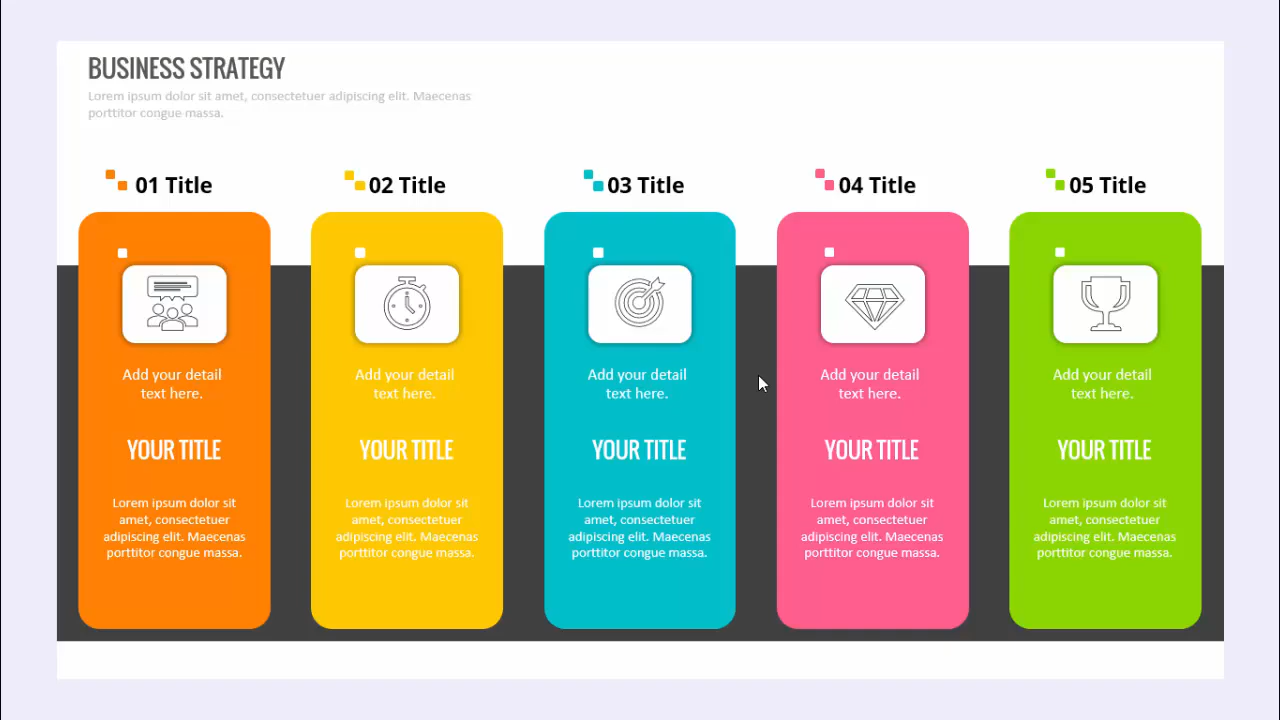 BUSINESS STRATEGY
Lorem ipsum dolor sit amet, consectetuer adipiscing elit. Maecenas
porttitor congue massa.
01 Title
02 Title
03 Title
04 Title
05 Title
Add your detail
text here.
YOUR TITLE
Lorem ipsum dolor sit
amet, consectetuer
adipiscing elit. Maecenas
porttitor congue massa.
Add your detail
text here.
YOUR TITLE
Lorem ipsum dolor sit
amet, consectetuer
adipiscing elit. Maecenas
porttitor congue massa.
Add your detail
text here.
YOUR TITLE
Lorem ipsum dolor sit
amet, consectetuer
adipiscing elit. Maecenas
porttitor congue massa.
Add your detail
text here.
YOUR TITLE
Lorem ipsum dolor sit
amet, consectetuer
adipiscing elit. Maecenas
porttitor congue massa.
Add your detail
text here.
YOUR TITLE
Lorem ipsum dolor sit
amet, consectetuer
adipiscing elit. Maecenas
porttitor congue massa.